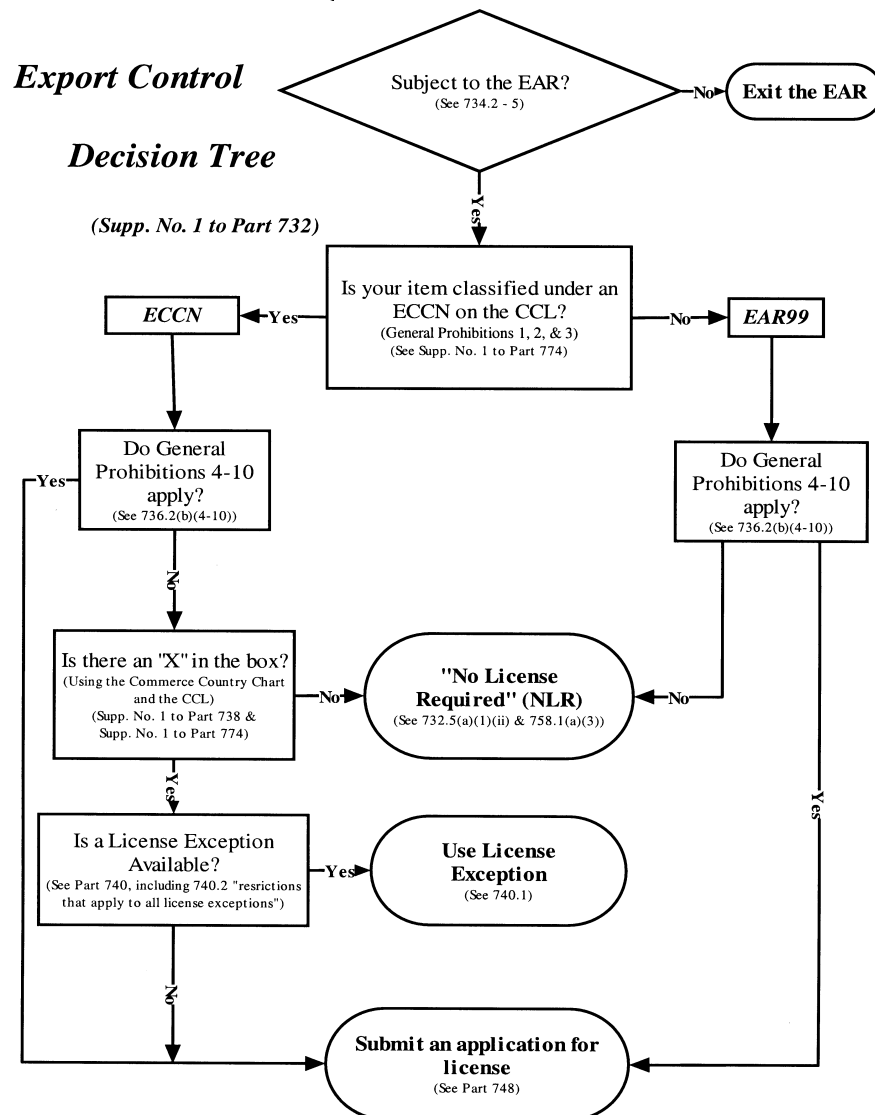 Export Control
Decision Tree
(Supp. No. 1 to Part 732)
Subject to the EAR?
(See 734.2 - 5)
No
Exit the EAR
Yes
Is your item classified under an
ECCN on the CCL?
(General Prohibitions 1, 2, & 3)
(See Supp. No. 1 to Part 774)
Yes
ECCN
No
EAR99
Do General
Prohibitions 4-10
apply?
(See 736.2(b)(4-10))
Yes
No
Do General
Prohibitions 4-10
apply?
(See 736.2(b)(4-10))
No
Yes
Is there an "X" in the box?
(Using the Commerce Country Chart
and the CCL)
(Supp. No. 1 to Part 738 &
Supp. No. 1 to Part 774)
No
"No License
Required" (NLR)
(See 732.5(a)(1)(ii) & 758.1(a)(3))
Yes
Is a License Exception
Available?
(See Part 740, including 740.2 "resrictions
that apply to all license exceptions")
Yes
Use License
Exception
(See 740.1)
No
Submit an application for
license
(See Part 748)